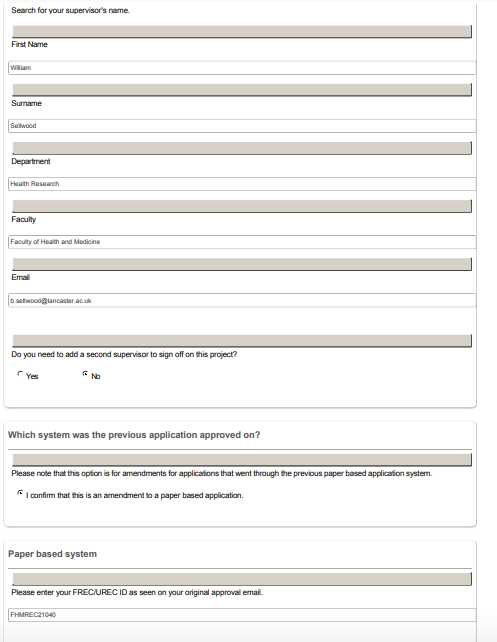 Search for your supervisor's name.
First Name
William
Surname
Sellwood
Department
Health Research
Faculty
Faculty of Health and Medicine
Email
b.sellwood@lancaster.ac.uk
Do you need to add a second supervisor to sign off on this project?
Yes No
Which system was the previous application approved on?
Please note that this option is for amendments for applications that went through the previous paper based application system.
I confirm that this is an amendment to a paper based application.
Paper based system
Please enter your FREC/UREC ID as seen on your original approval email.
FHMREC21040